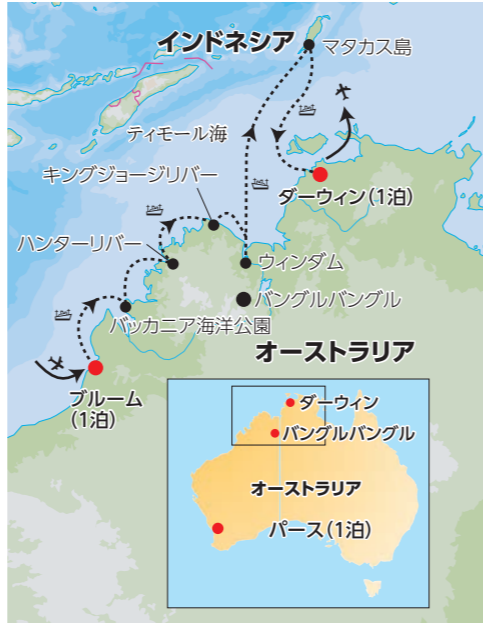 インドネシア
マタカス島
ティモール海
キングジョージリバー
ダーウィン(1泊)
ハンターリバー
ウィンダム
バングルバングル
バッカニア海洋公園
オーストラリア
ブルーム
(1泊)
ダーウィン
バングルバングル
オーストラリア
パース(1泊)